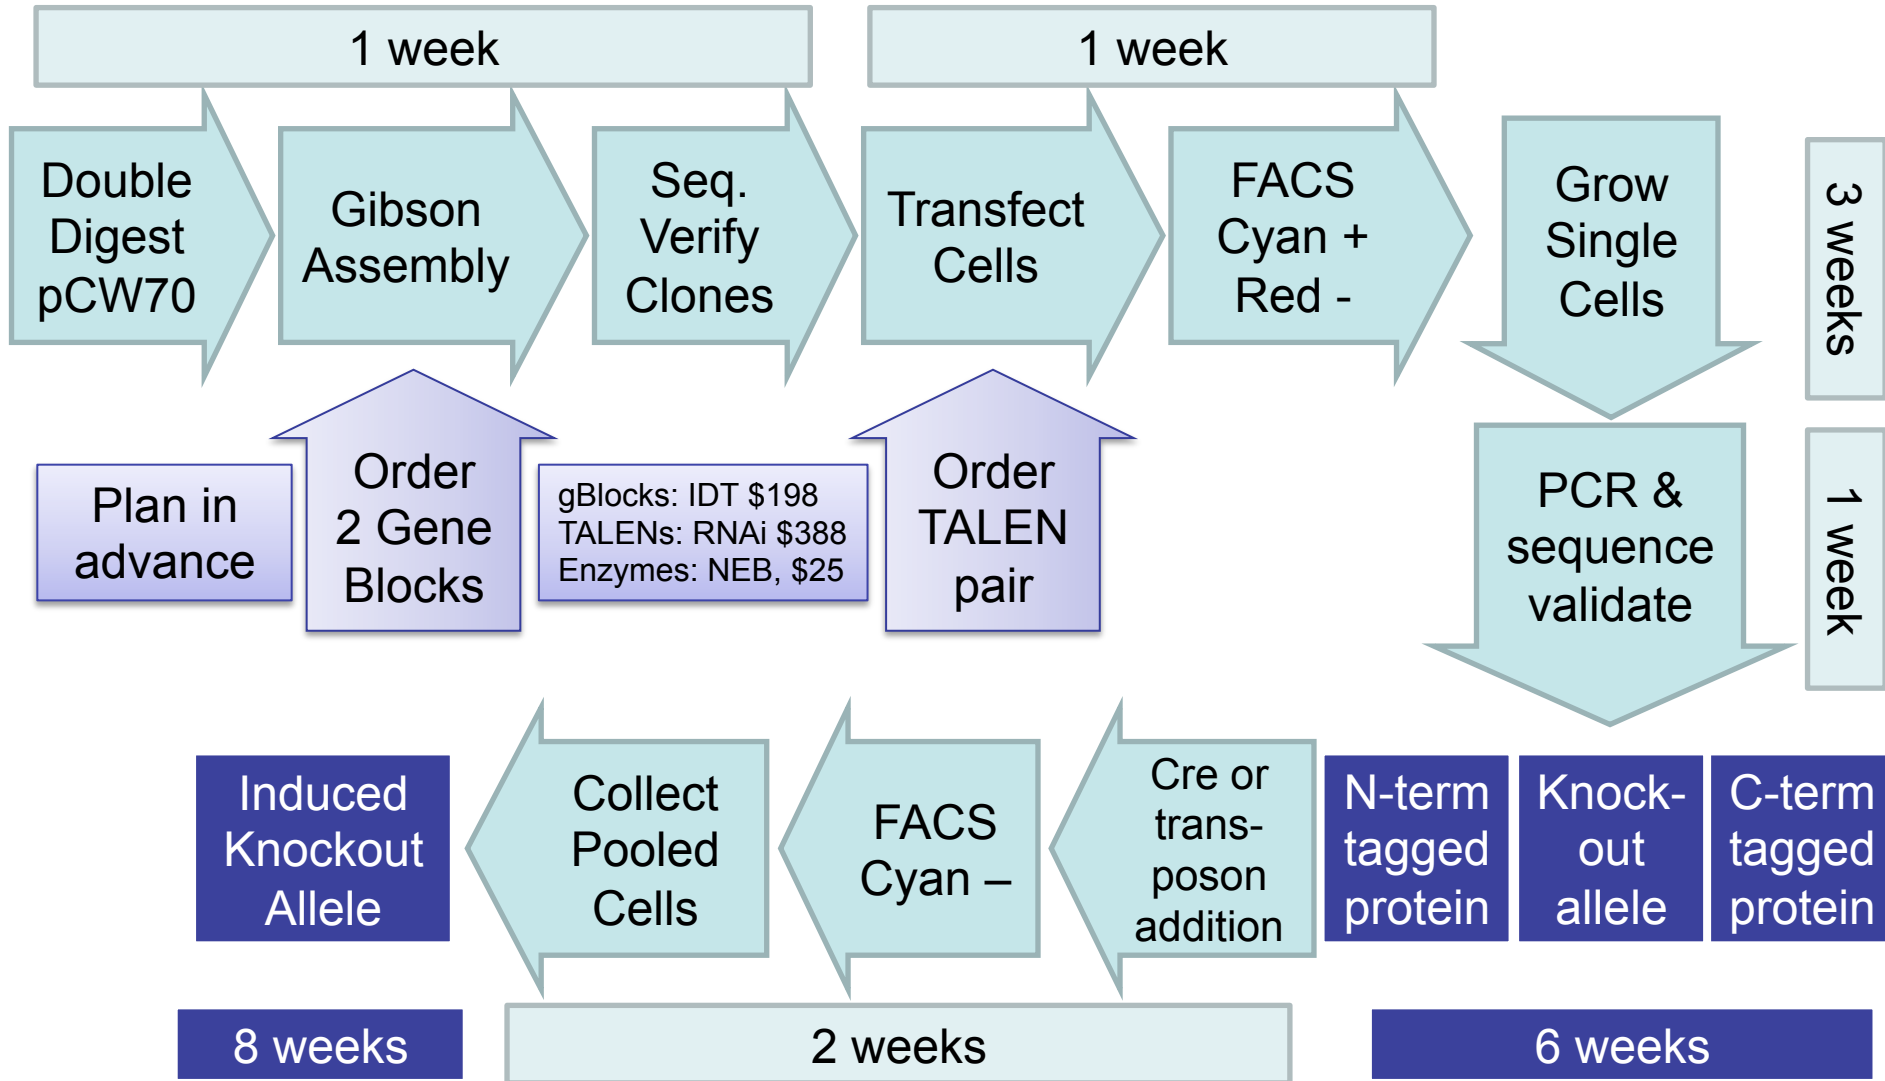 1 week
1 week
Double
Digest
pCW70
Gibson
Assembly
Seq.
Verify
Clones
Transfect
Cells
FACS
Cyan +
Red -
Grow
Single
Cells
3 weeks
Plan in
advance
Order
2 Gene
Blocks
gBlocks: IDT $198
TALENs: RNAi $388
Enzymes: NEB, $25
Order
TALEN
pair
PCR &
sequence
validate
1 week
Induced
Knockout
Allele
Collect
Pooled
Cells
FACS
Cyan –
Cre or
trans-
poson
addition
N-term
tagged
protein
Knock-
out
allele
C-term
tagged
protein
8 weeks
2 weeks
6 weeks